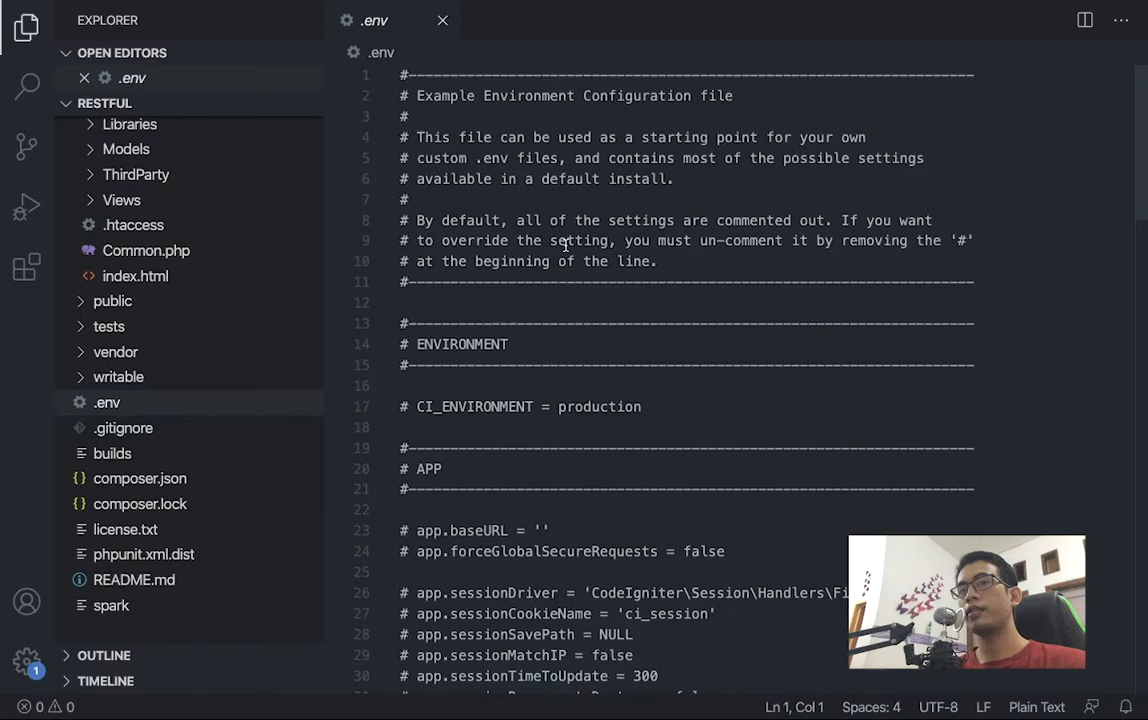 EXPLORER
OPEN EDITORS
.env
RESTFUL
Libraries
Models
ThirdParty
Views
.htaccess
Common.php
index.html
public
tests
vendor
writable
.env
.gitignore
builds
composer.json
composer.lock
license.txt
phpunit.xml.dist
README.md
spark
OUTLINE
TIMELINE
1
.env
.env
1 #--------------------------------------------------------------------
2 # Example Environment Configuration file
3 #
4 # This file can be used as a starting point for your own
5 # custom .env files, and contains most of the possible settings
6 # available in a default install.
7 #
8 # By default, all of the settings are commented out. If you want
9 # to override the setting, you must un-comment it by removing the '#'
10 # at the beginning of the line.
11 #--------------------------------------------------------------------
12
13 #--------------------------------------------------------------------
14 # ENVIRONMENT
15 #--------------------------------------------------------------------
16
17 # CI_ENVIRONMENT = production
18
19 #--------------------------------------------------------------------
20 # APP
21 #--------------------------------------------------------------------
22
23 # app.baseURL = ''
24 # app.forceGlobalSecureRequests = false
25
26 # app.sessionDriver = 'CodeIgniter\Session\Handlers\Fi
27 # app.sessionCookieName = 'ci_session'
28 # app.sessionSavePath = NULL
29 # app.sessionMatchIP = false
30 # app.sessionTimeToUpdate = 300
0 0
Ln 1, Col 1 Spaces: 4 UTF-8 LF Plain Text